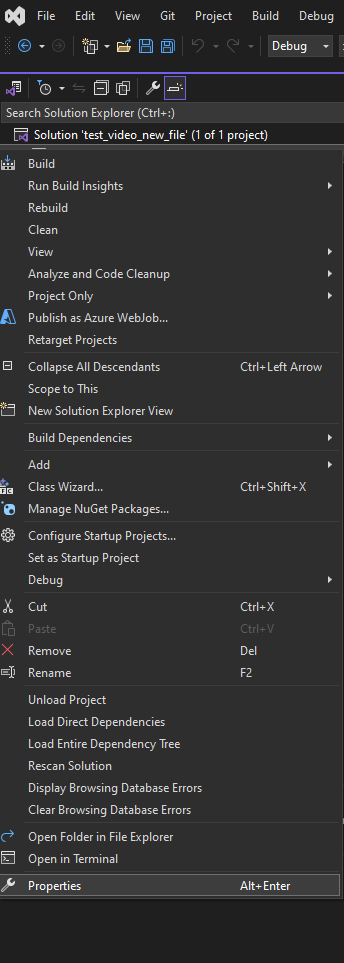 File Edit View Git Project Build Debug
Debug
Search Solution Explorer (Ctrl+;)
Solution 'test_video_new_file' (1 of 1 project)
Build
Run Build Insights
Rebuild
Clean
View
Analyze and Code Cleanup
Project Only
Publish as Azure WebJob...
Retarget Projects
Collapse All Descendants Ctrl+Left Arrow
Scope to This
New Solution Explorer View
Build Dependencies
Add
Class Wizard... Ctrl+Shift+X
Manage NuGet Packages...
Configure Startup Projects...
Set as Startup Project
Debug
Cut Ctrl+X
Paste Ctrl+V
Remove Del
Rename F2
Unload Project
Load Direct Dependencies
Load Entire Dependency Tree
Rescan Solution
Display Browsing Database Errors
Clear Browsing Database Errors
Open Folder in File Explorer
Open in Terminal
Properties Alt+Enter